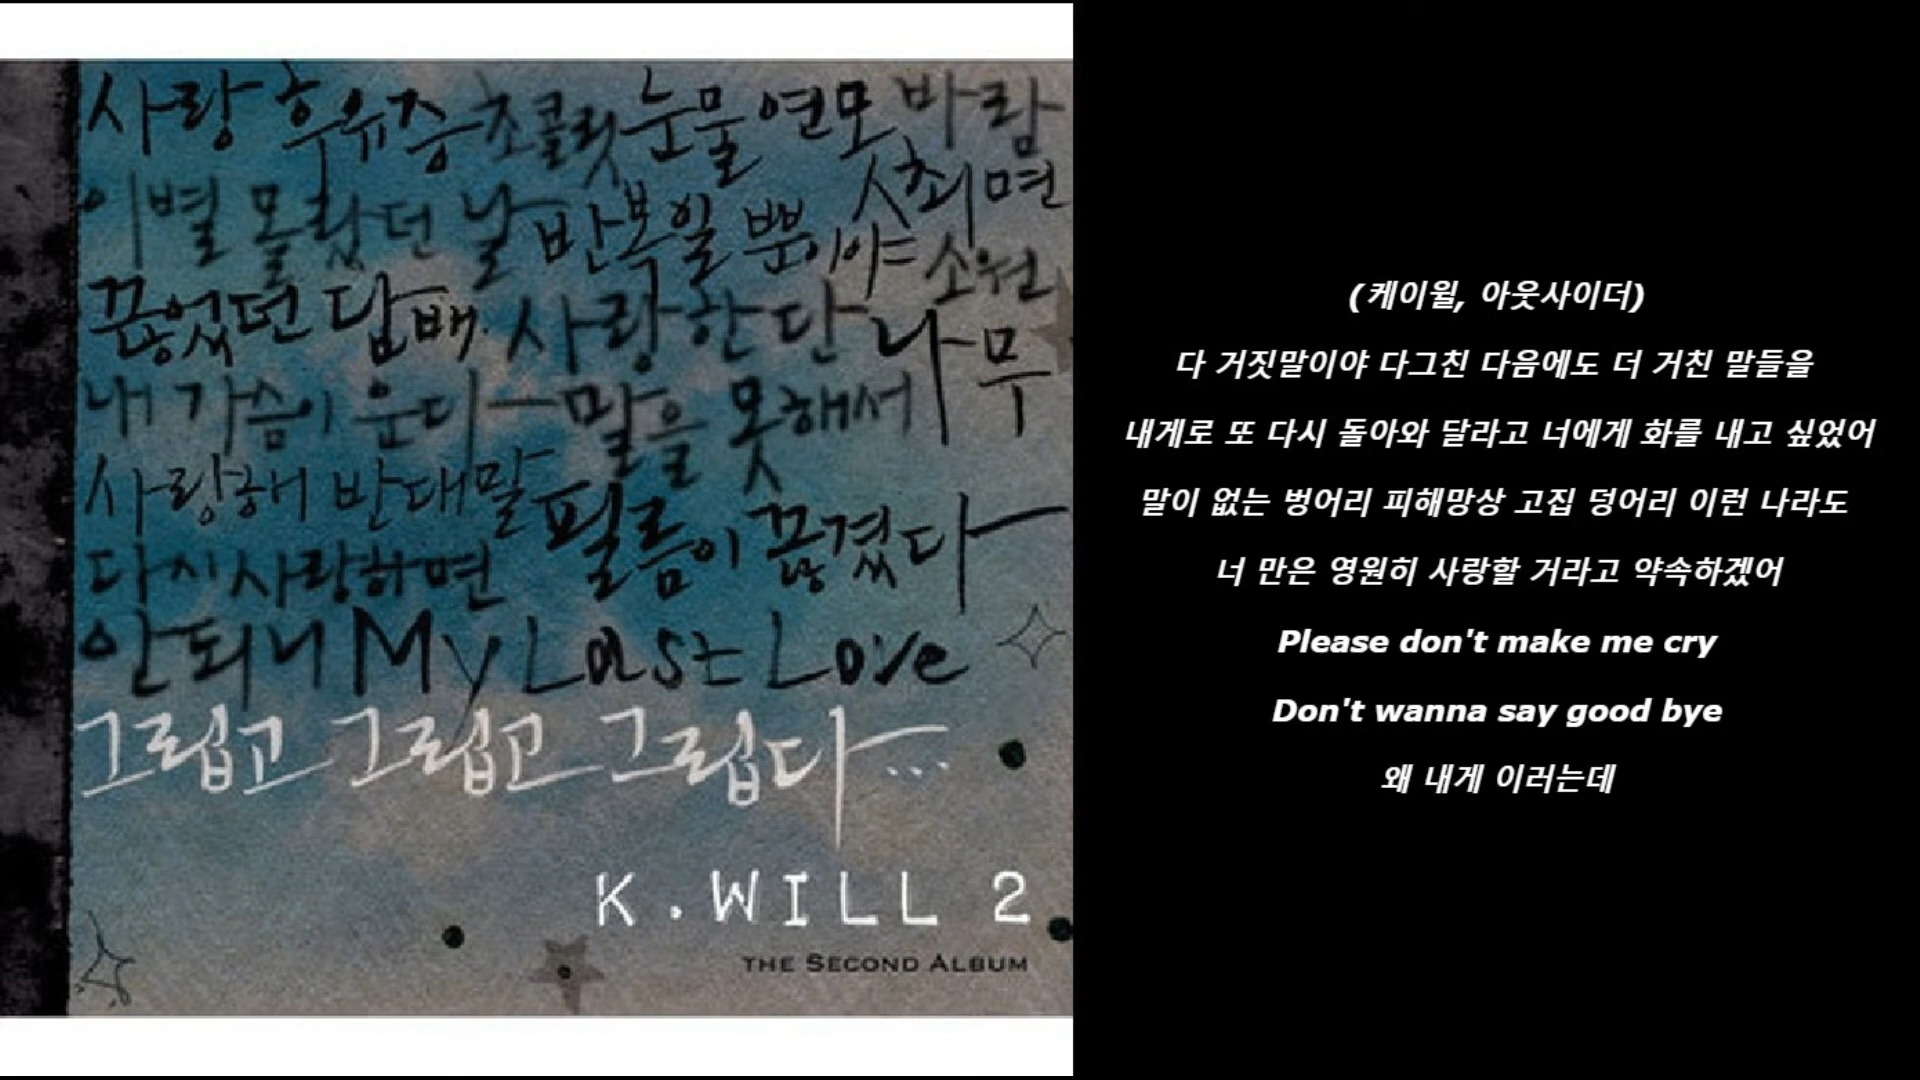 사랑 후유증 초콜릿 눈물 연모 바람
이별 몰랐던 날 반복일 뿐이야 스치면
끊었던 담배 사랑한단 나무 소원
내 가슴이 운다 말을 못해서
사랑해 반대말 필름이 끊겼다
다시 사랑하면
안되니 My Last Love
그립고 그립고 그립다...
K.WILL 2
THE SECOND ALBUM
(케이윌, 아웃사이더)
다 거짓말이야 다그친 다음에도 더 거친 말들을
내게로 또 다시 돌아와 달라고 너에게 화를 내고 싶었어
말이 없는 벙어리 피해망상 고집 덩어리 이런 나라도
너 만은 영원히 사랑할 거라고 약속하겠어
Please don't make me cry
Don't wanna say good bye
왜 내게 이러는데